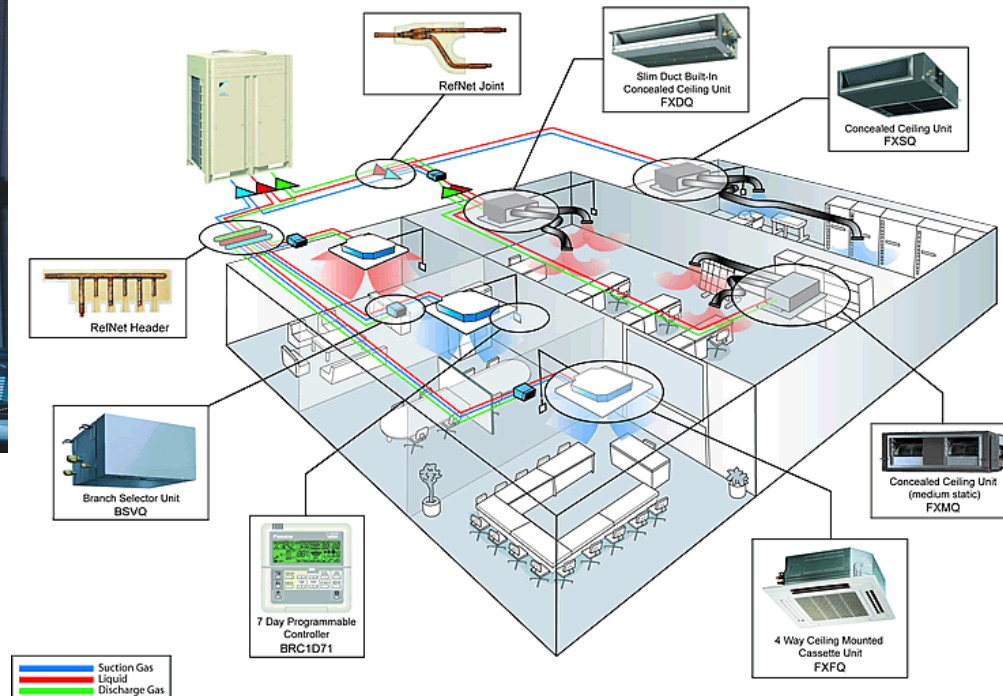 RefNet Joint
Slim Duct Built-In
Concealed Ceiling Unit
FXDQ
Concealed Ceiling Unit
FXSQ
RefNet Header
Branch Selector Unit
BSVQ
7 Day Programmable
Controller
BRC1D71
Concealed Ceiling Unit
(medium static)
FXMQ
4 Way Ceiling Mounted
Cassette Unit
FXFQ
Suction Gas
Liquid
Discharge Gas